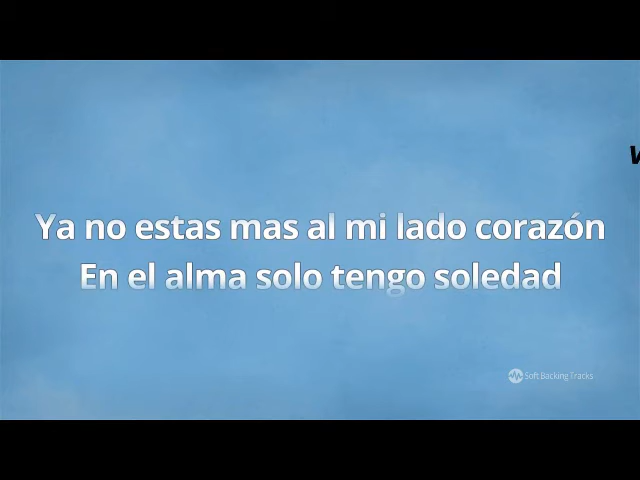 Ya no estas mas al mi lado corazón
En el alma solo tengo soledad
Soft Backing Tracks